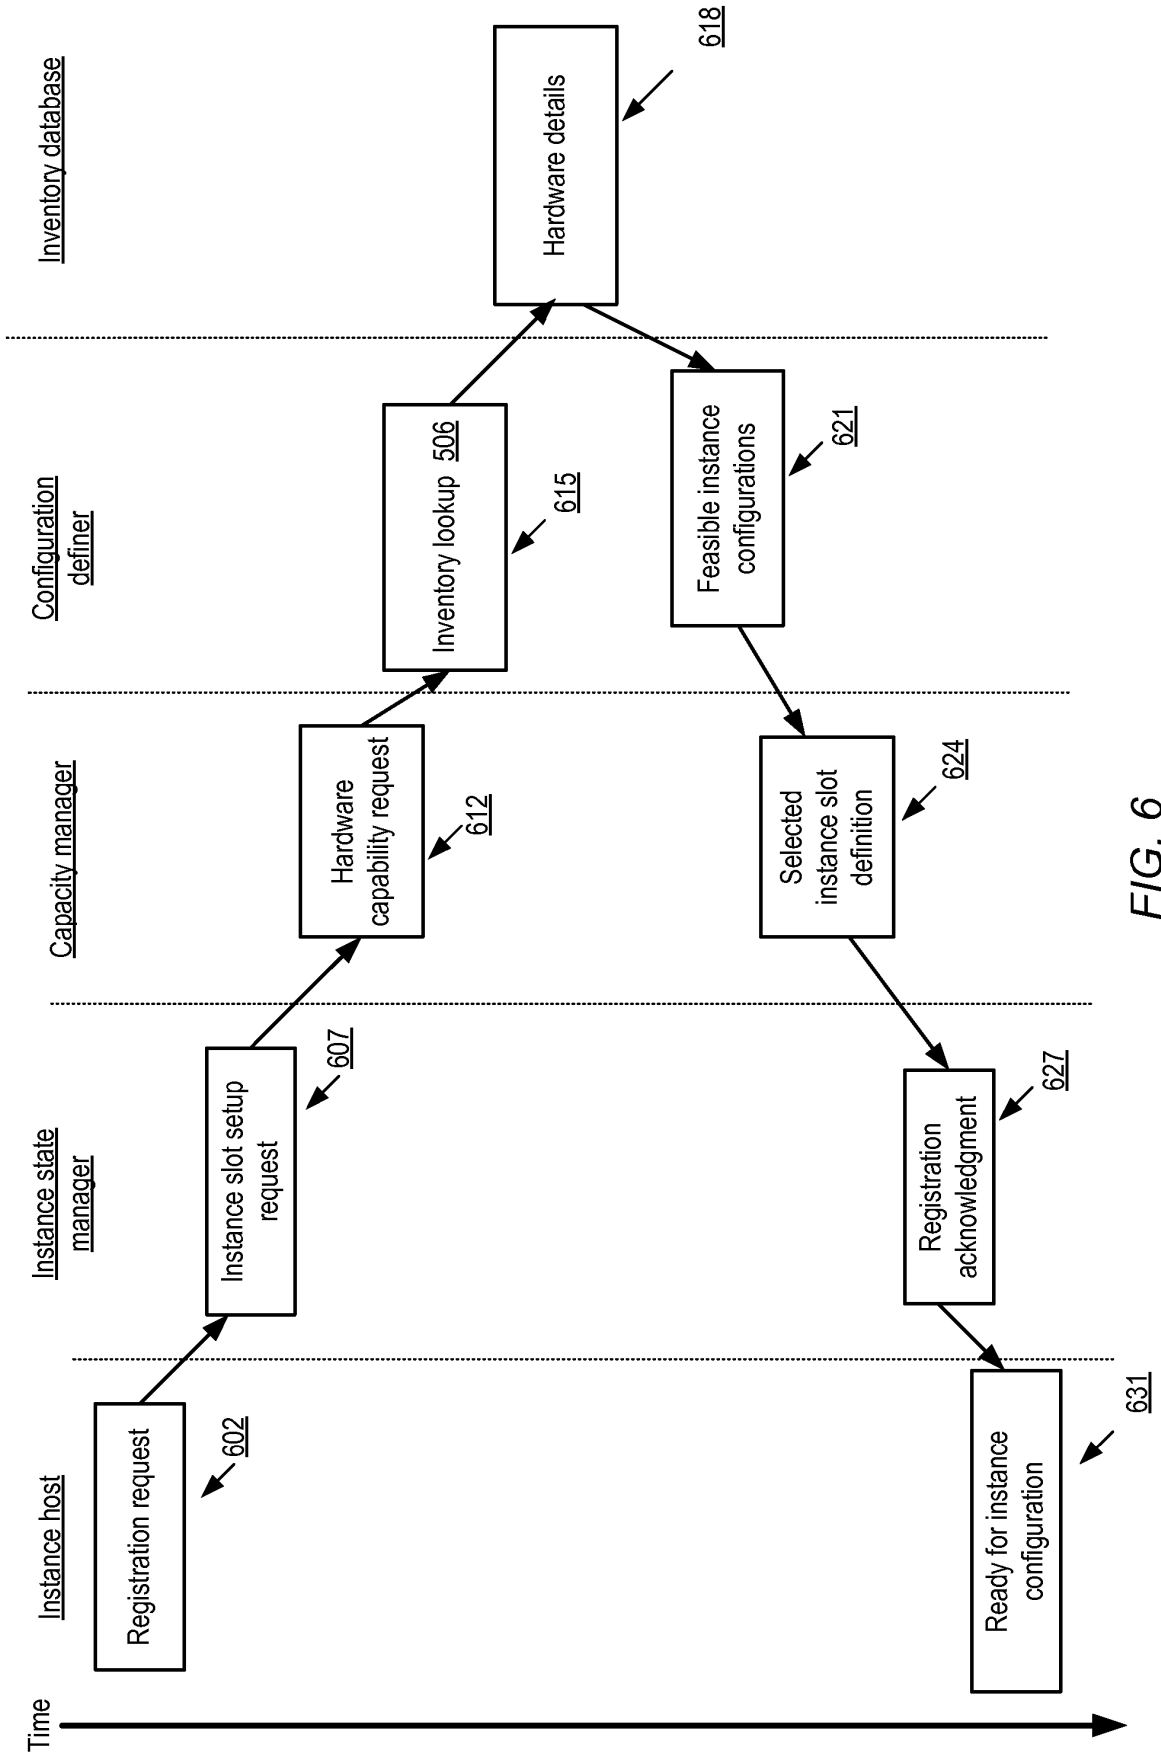 Time
Instance host
Instance state
manager
Capacity manager
Configuration
definer
Inventory database
Registration request
602
Instance slot setup
request
607
Hardware
capability request
612
Inventory lookup 506
615
Hardware details
618
Feasible instance
configurations
621
Selected
instance slot
definition
624
Registration
acknowledgment
627
Ready for instance
configuration
631
FIG. 6